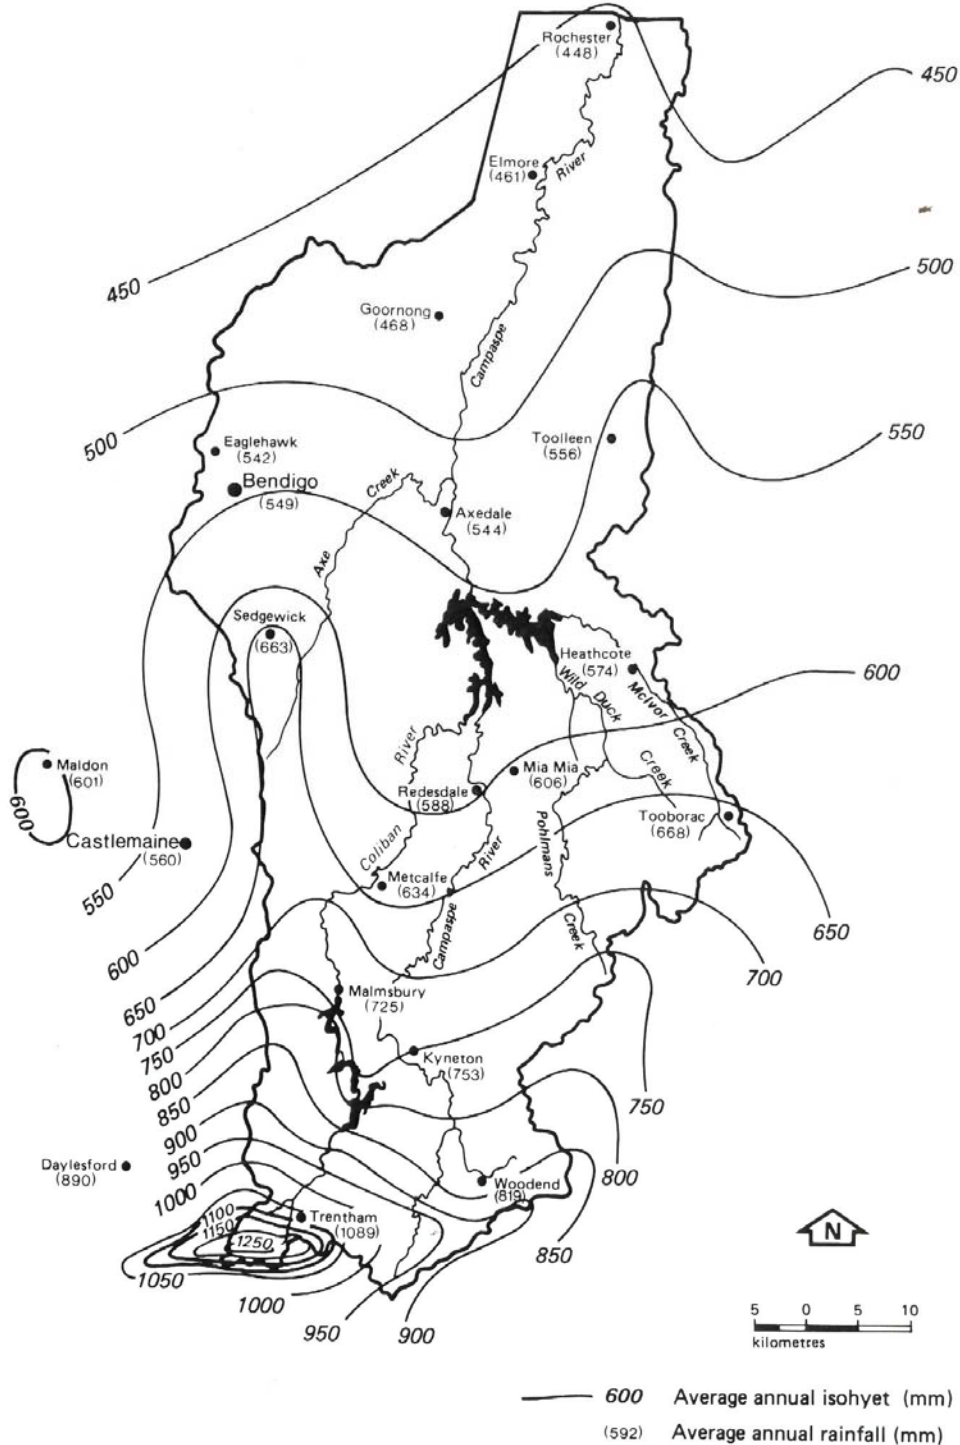 Rochester
(448)
450
Elmore
(461)
River
450
500
Goornong
(468)
Campaspe
500
550
Eaglehawk
(542)
Toolleen
(556)
Bendigo
(549)
Creek
Axedale
(544)
Axe
Sedgewick
(663)
Heathcote
(574)
Wild Duck
Creek
McIvor
Creek
600
Maldon
(601)
600
River
Mia Mia
(606)
Redesdale
(588)
Tooborac
(668)
Castlemaine
(560)
Coliban
River
Pohlmans
Creek
Metcalfe
(634)
550
Campaspe
650
600
700
Malmsbury
(725)
650
700
750
Kyneton
(753)
800
750
850
900
950
Daylesford
(890)
800
Woodend
(819)
1000
1100
1150
Trentham
(1089)
1250
850
1050
1000
950
900
N
5 0 5 10
kilometres
600 Average annual isohyet (mm)
(592) Average annual rainfall (mm)